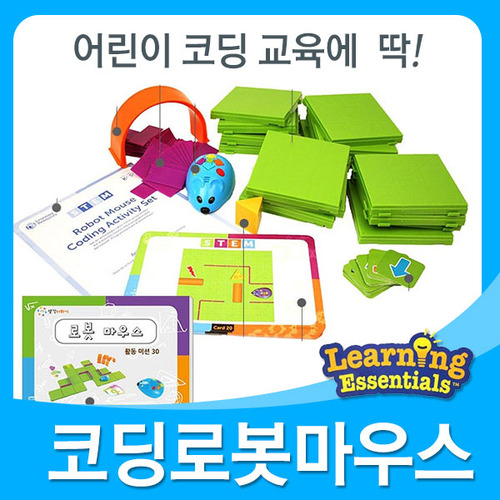 어린이 코딩 교육에 딱!
STEM
Robot Mouse
Coding Activity Set
STEM
Card 20
로봇 마우스
활동 미션 30
Learning
Essentials™
코딩로봇마우스